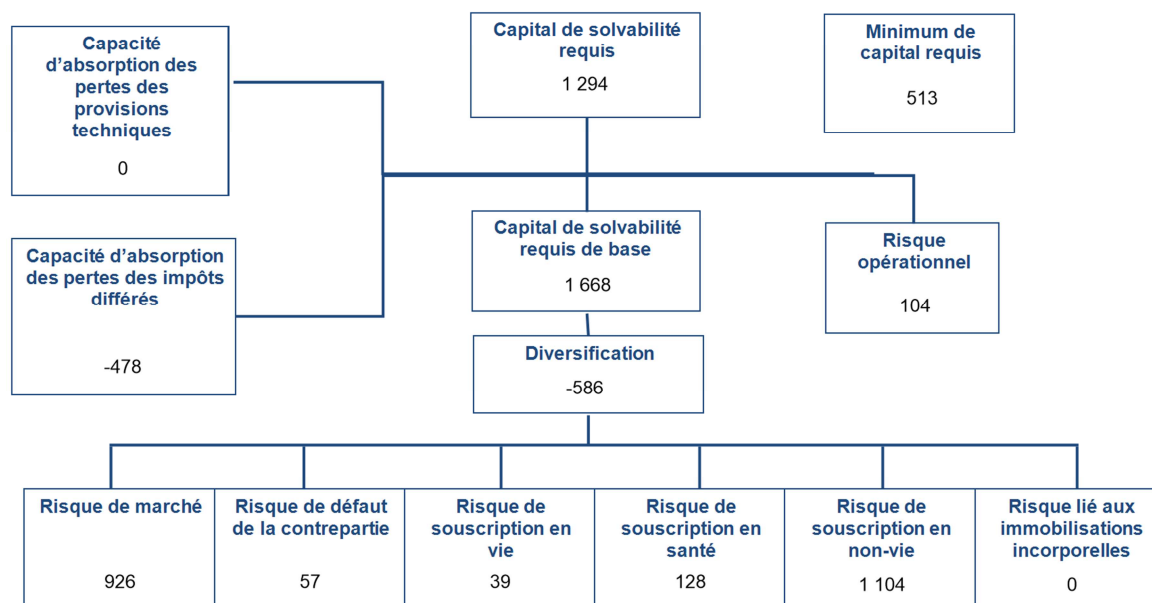 Capacité
d’absorption des
pertes des
provisions
techniques
0
Capital de solvabilité
requis
1 294
Minimum de
capital requis
513
Capacité d’absorption
des pertes des impôts
différés
-478
Capital de solvabilité
requis de base
1 668
Risque
opérationnel
104
Diversification
-586
Risque de marché
926
Risque de défaut
de la contrepartie
57
Risque de
souscription en
vie
39
Risque de
souscription en
santé
128
Risque de
souscription en
non-vie
1 104
Risque lié aux
immobilisations
incorporelles
0